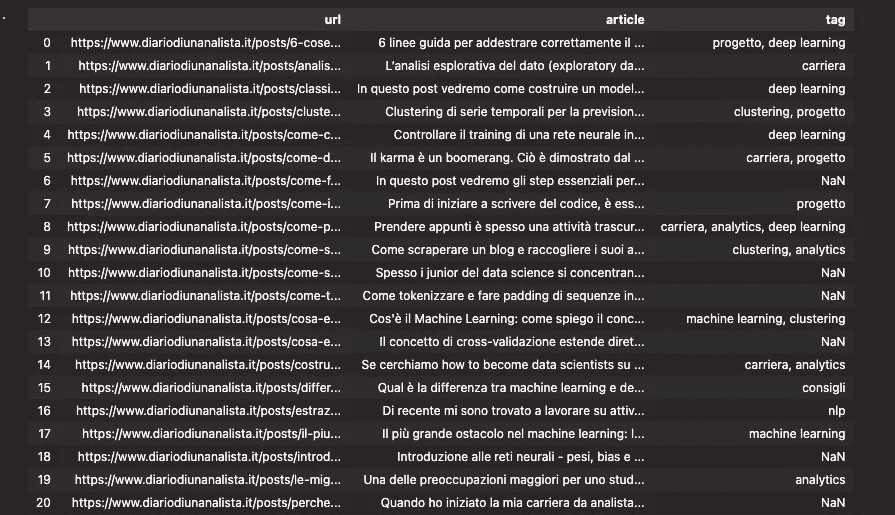 url article tag
0 https://www.diariodiunanalista.it/posts/6-cose... 6 linee guida per addestrare correttamente il ... progetto, deep learning
1 https://www.diariodiunanalista.it/posts/analis... L'analisi esplorativa del dato (exploratory da... carriera
2 https://www.diariodiunanalista.it/posts/classi... In questo post vedremo come costruire un model... deep learning
3 https://www.diariodiunanalista.it/posts/cluste... Clustering di serie temporali per la prevision... clustering, progetto
4 https://www.diariodiunanalista.it/posts/come-c... Controllare il training di una rete neurale in... deep learning
5 https://www.diariodiunanalista.it/posts/come-d... Il karma è un boomerang. Ciò è dimostrato dal ... carriera, progetto
6 https://www.diariodiunanalista.it/posts/come-f... In questo post vedremo gli step essenziali per... NaN
7 https://www.diariodiunanalista.it/posts/come-i... Prima di iniziare a scrivere del codice, è ess... progetto
8 https://www.diariodiunanalista.it/posts/come-p... Prendere appunti è spesso una attività trascur... carriera, analytics, deep learning
9 https://www.diariodiunanalista.it/posts/come-s... Come scraperare un blog e raccogliere i suoi a... clustering, analytics
10 https://www.diariodiunanalista.it/posts/come-s... Spesso i junior del data science si concentran... NaN
11 https://www.diariodiunanalista.it/posts/come-t... Come tokenizzare e fare padding di sequenze in... NaN
12 https://www.diariodiunanalista.it/posts/cosa-e... Cos'è il Machine Learning: come spiego il conc... machine learning, clustering
13 https://www.diariodiunanalista.it/posts/cosa-e... Il concetto di cross-validazione estende diret... NaN
14 https://www.diariodiunanalista.it/posts/costru... Se cerchiamo how to become data scientists su ... carriera, analytics
15 https://www.diariodiunanalista.it/posts/differ... Qual è la differenza tra machine learning e de... consigli
16 https://www.diariodiunanalista.it/posts/estraz... Di recente mi sono trovato a lavorare su attiv... nlp
17 https://www.diariodiunanalista.it/posts/il-piu... Il più grande ostacolo nel machine learning: l... machine learning
18 https://www.diariodiunanalista.it/posts/introd... Introduzione alle reti neurali - pesi, bias e ... NaN
19 https://www.diariodiunanalista.it/posts/le-mig... Una delle preoccupazioni maggiori per uno stud... analytics
20 https://www.diariodiunanalista.it/posts/perche... Quando ho iniziato la mia carriera da analista... NaN